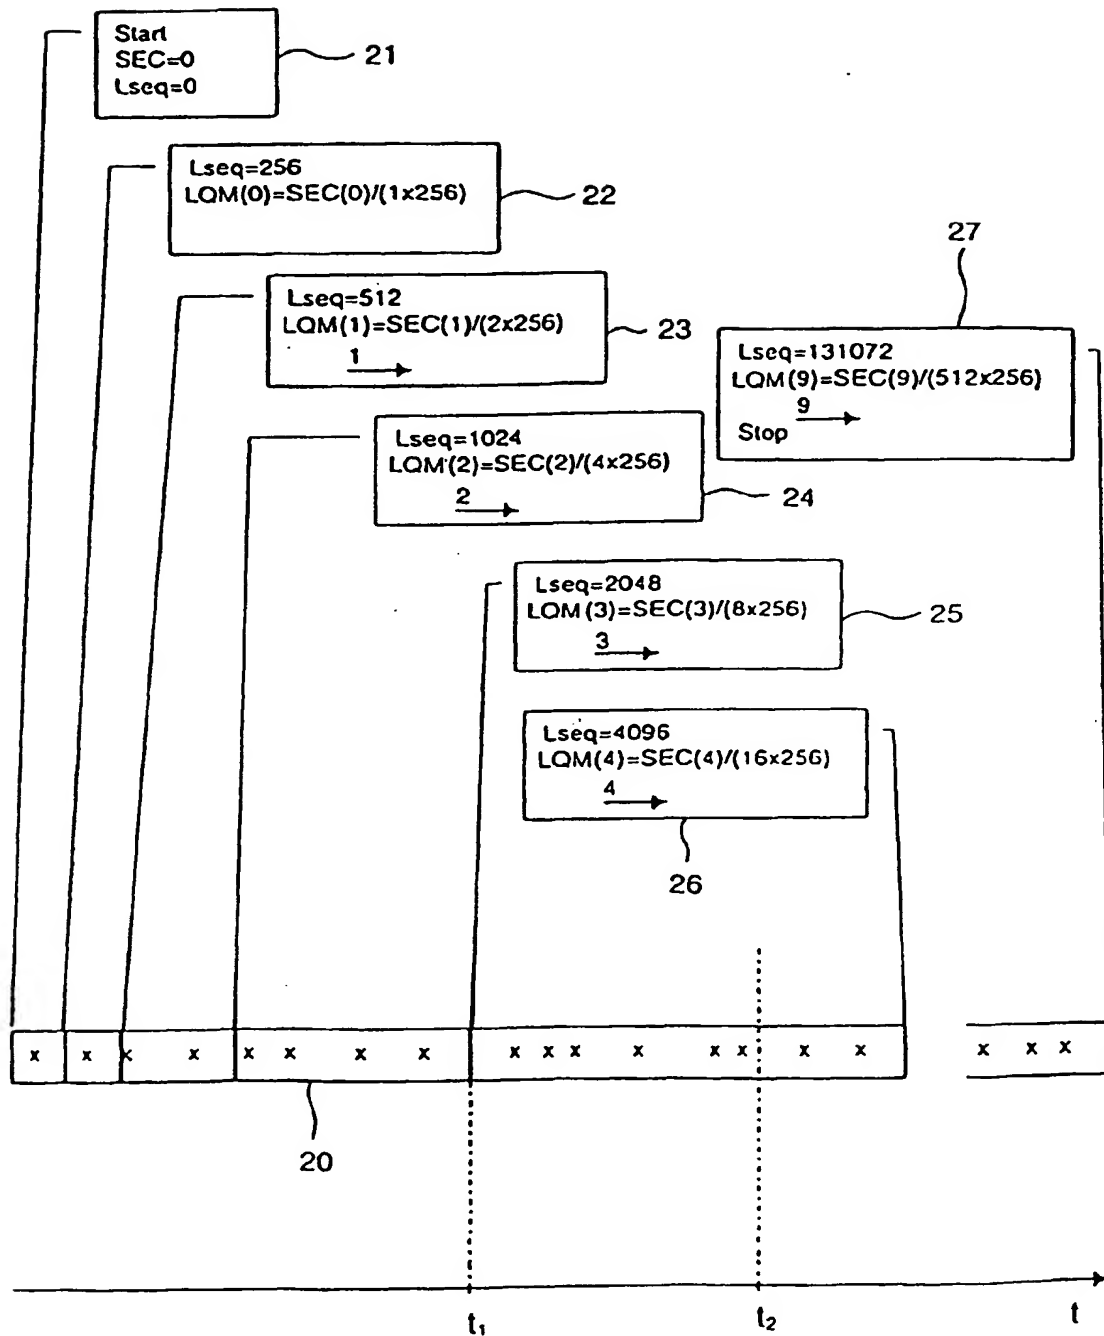 Start
SEC=0
Lseq=0
21
Lseq=256
LQM(0)=SEC(0)/(1x256)
22
Lseq=512
LQM(1)=SEC(1)/(2x256)
1
23
27
Lseq=131072
LQM(9)=SEC(9)/(512x256)
9
Stop
Lseq=1024
LQM(2)=SEC(2)/(4x256)
2
24
Lseq=2048
LQM(3)=SEC(3)/(8x256)
3
25
Lseq=4096
LQM(4)=SEC(4)/(16x256)
4
26
x x x x x x x x x x x x x x x x x x x
20
t1 t2 t